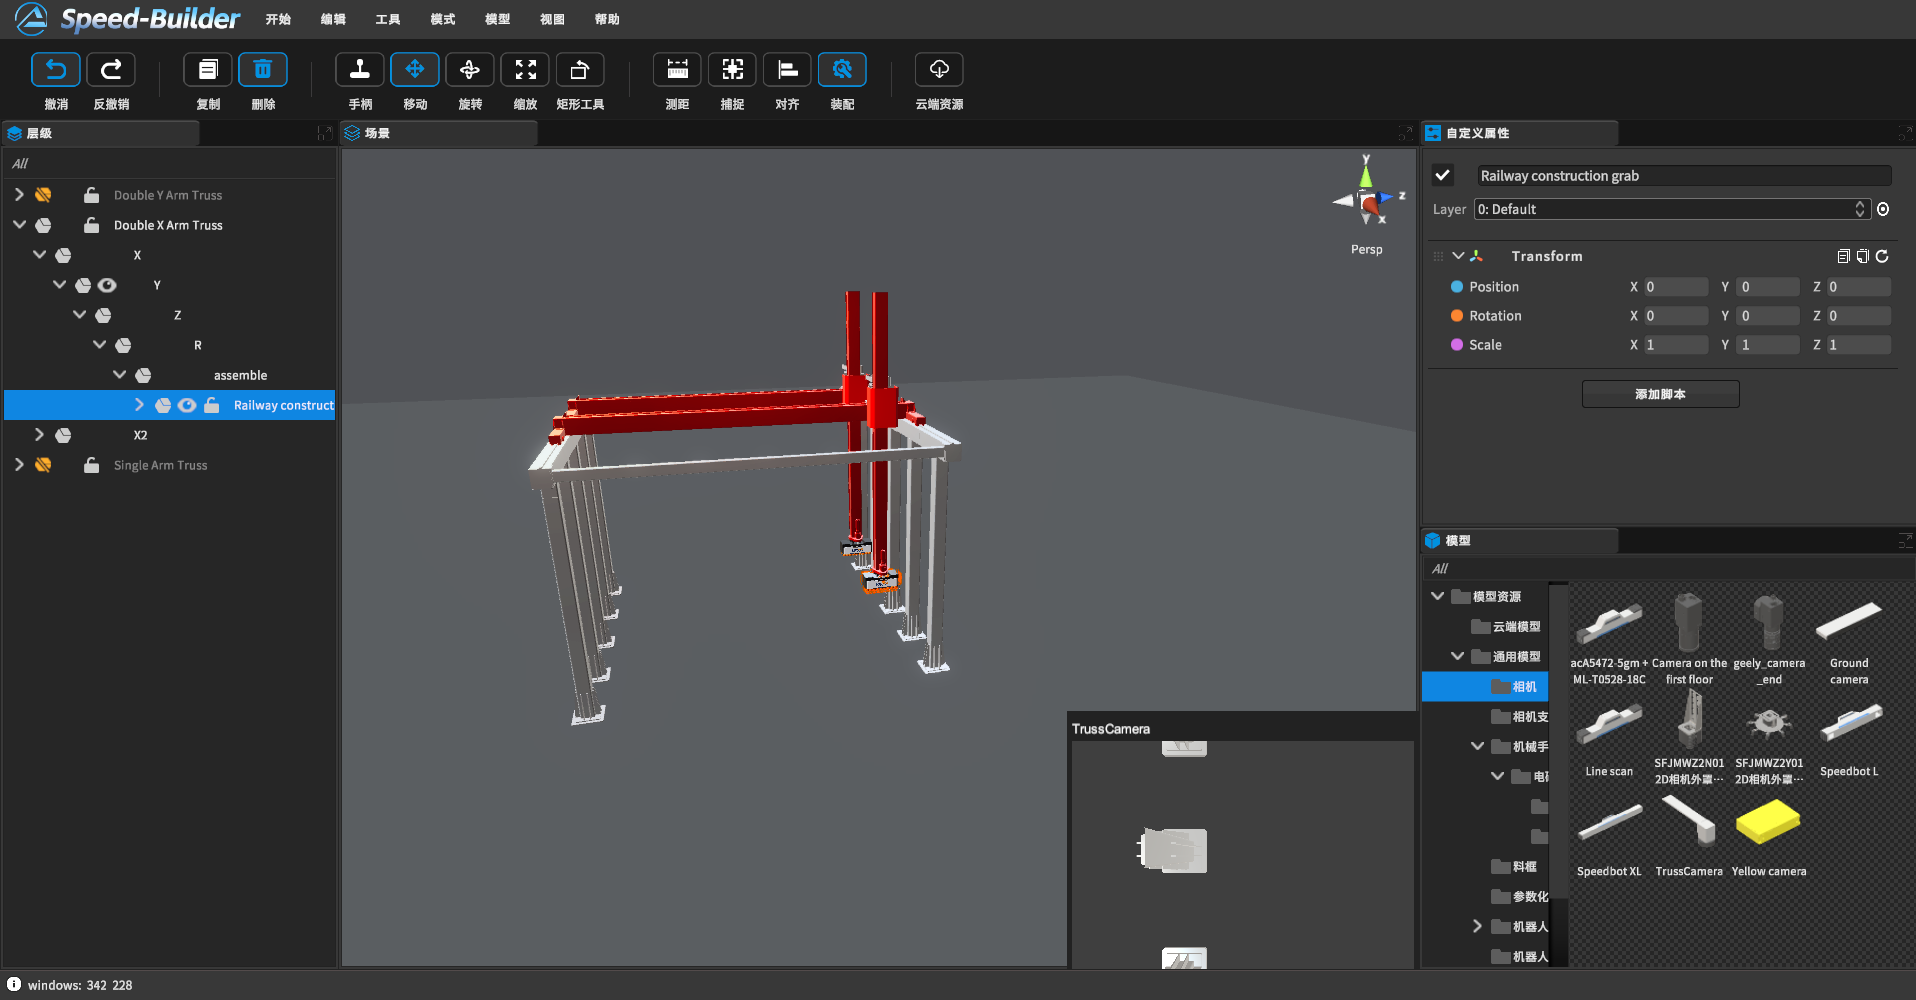 Speed-Builder 开始 编辑 工具 模式 模型 视图 帮助
撤消 反撤销 复制 删除 手柄 移动 旋转 缩放 矩形工具 测距 捕捉 对齐 装配 云端资源
层级
All
Double Y Arm Truss
Double X Arm Truss
X
Y
Z
R
assemble
Railway construct
X2
Single Arm Truss
场景
y
z
x
Persp
TrussCamera
自定义属性
Railway construction grab
Layer 0: Default
Transform
Position X 0 Y 0 Z 0
Rotation X 0 Y 0 Z 0
Scale X 1 Y 1 Z 1
添加脚本
模型
All
模型资源
云端模型
通用模型
相机
相机支
机械手
电磁
料框
参数化
机器人
机器人
acA5472-5gm +
ML-T0528-18C
Camera on the
first floor
geely_camera
_end
Ground
camera
Line scan
SFJMWZ2N01
2D相机外罩…
SFJMWZ2Y01
2D相机外罩…
Speedbot L
Speedbot XL
TrussCamera
Yellow camera
windows: 342 228